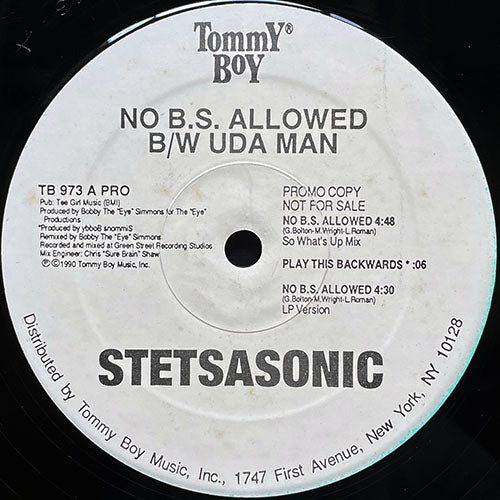 Tommy®
Boy
NO B.S. ALLOWED
B/W UDA MAN
TB 973 A PRO
Pub: Tee Girl Music (BMI)
Produced by Bobby The "Eye" Simmons for The "Eye"
Productions
*Produced by ybbooB snommiS
Remixed by Bobby The "Eye" Simmons
Recorded and mixed at Green Street Recording Studios
Mix Engineer: Chris "Sure Brain" Shaw
℗©1990 Tommy Boy Music, Inc.
PROMO COPY
NOT FOR SALE
NO B.S. ALLOWED 4:48
(G.Bolton-M.Wright-L.Roman)
So What's Up Mix
PLAY THIS BACKWARDS * :06
NO B.S. ALLOWED 4:30
(G.Bolton-M.Wright-L.Roman)
LP Version
STETSASONIC
Distributed by Tommy Boy Music, Inc., 1747 First Avenue, New York, NY 10128